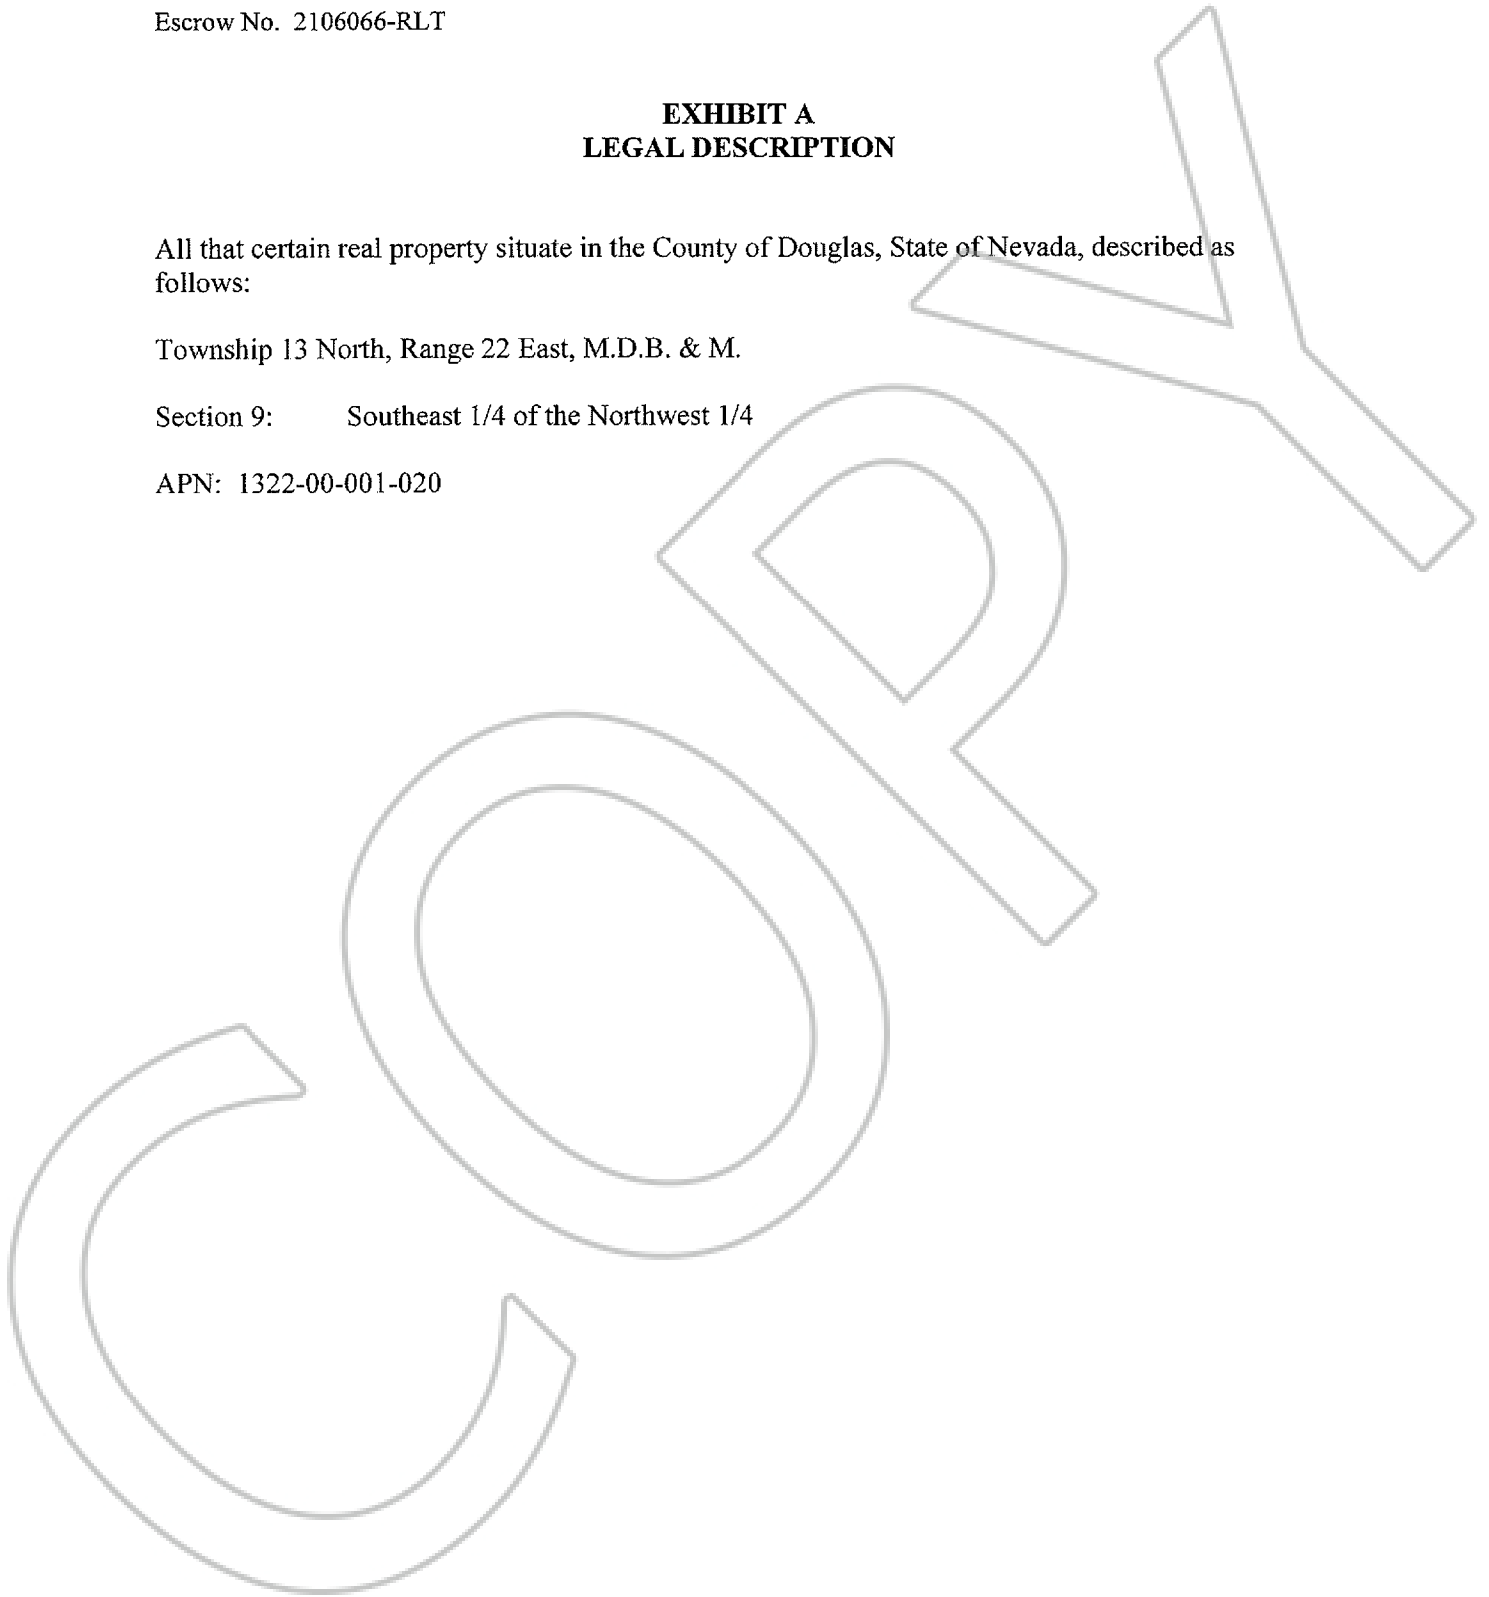 Escrow No. 2106066-RLT
EXHIBIT A
LEGAL DESCRIPTION
All that certain real property situate in the County of Douglas, State of Nevada, described as
follows:
Township 13 North, Range 22 East, M.D.B. & M.
Section 9: Southeast 1/4 of the Northwest 1/4
APN: 1322-00-001-020
COPY